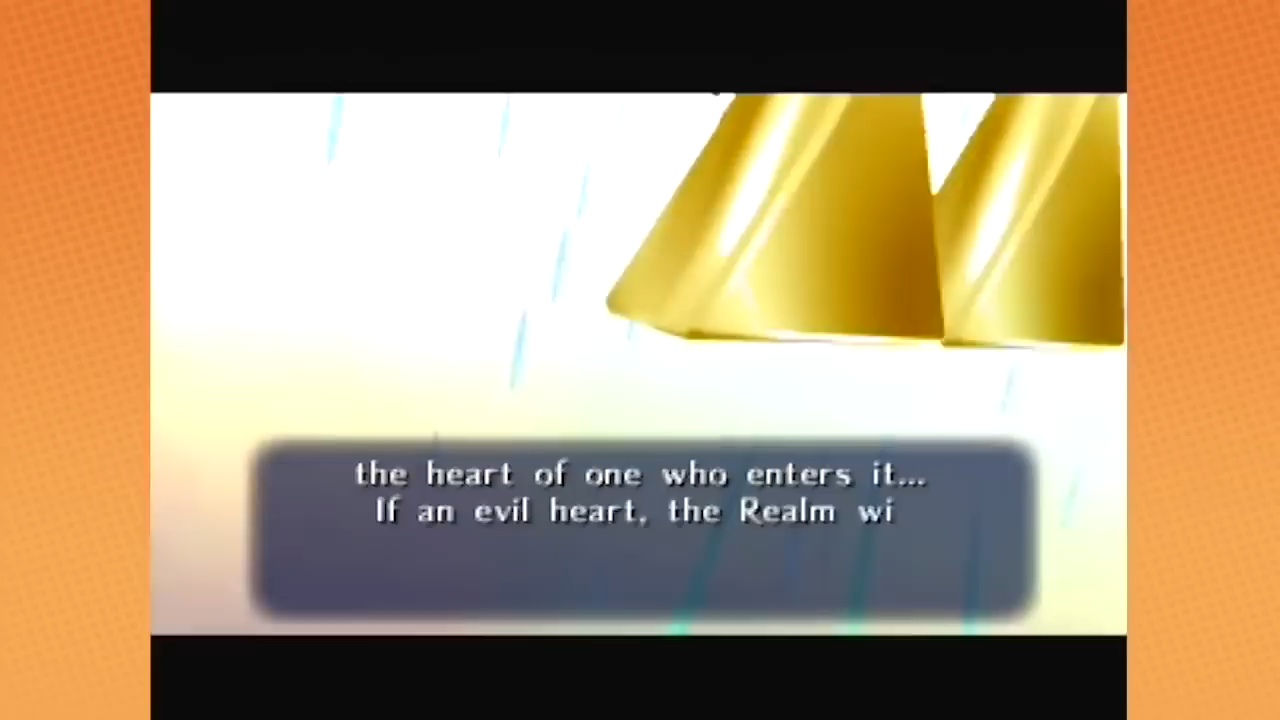 the heart of one who enters it...
If an evil heart, the Realm wi